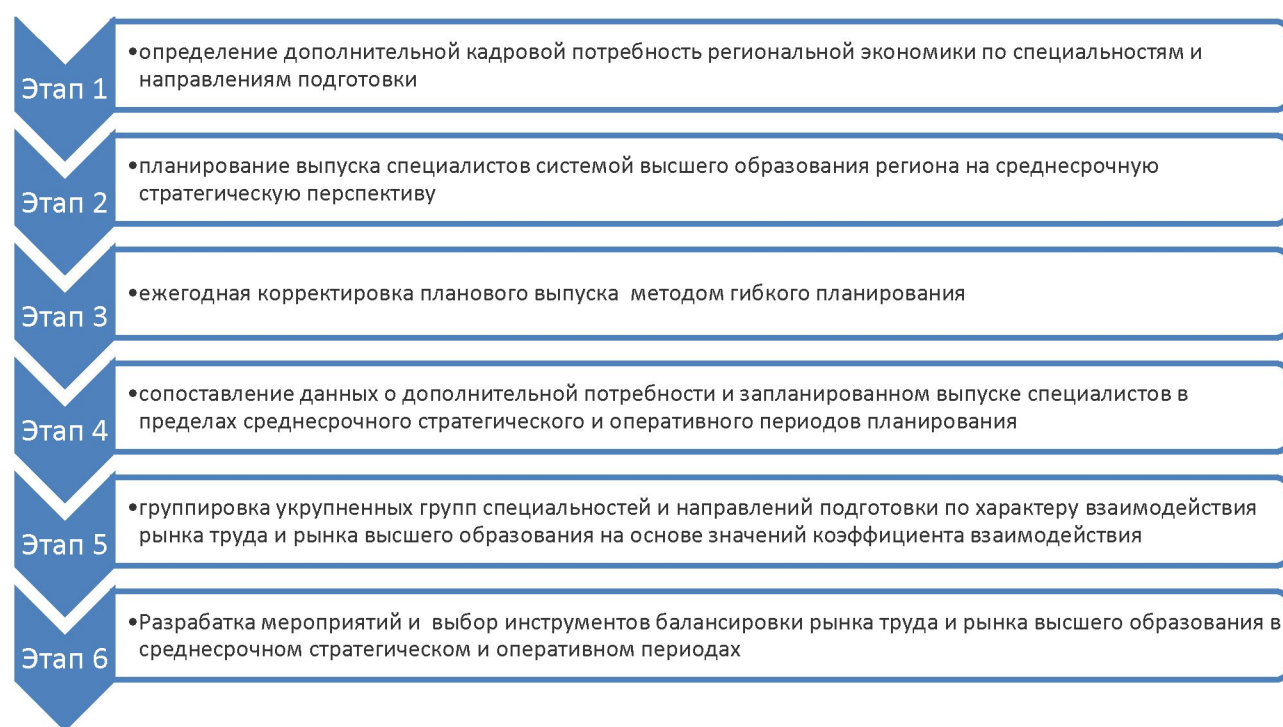 Этап 1
•определение дополнительной кадровой потребность региональной экономики по специальностям и
направлениям подготовки
Этап 2
•планирование выпуска специалистов системой высшего образования региона на среднесрочную
стратегическую перспективу
Этап 3
•ежегодная корректировка планового выпуска  методом гибкого планирования
Этап 4
•сопоставление данных о дополнительной потребности и запланированном выпуске специалистов в
пределах среднесрочного стратегического и оперативного периодов планирования
Этап 5
•группировка укрупненных групп специальностей и направлений подготовки по характеру взаимодействия
рынка труда и рынка высшего образования на основе значений коэффициента взаимодействия
Этап 6
•Разрабатка мероприятий и  выбор инструментов балансировки рынка труда и рынка высшего образования в
среднесрочном стратегическом и оперативном периодах